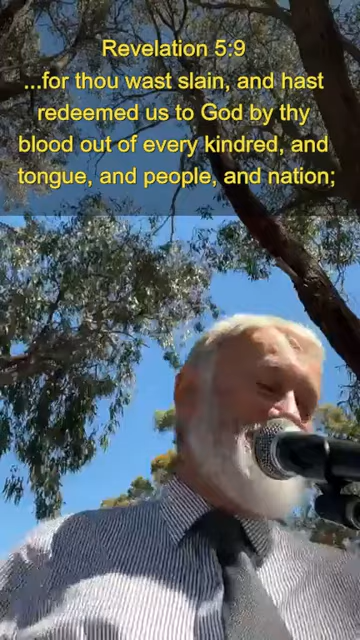 Revelation 5:9
...for thou wast slain, and hast
redeemed us to God by thy
blood out of every kindred, and
tongue, and people, and nation;